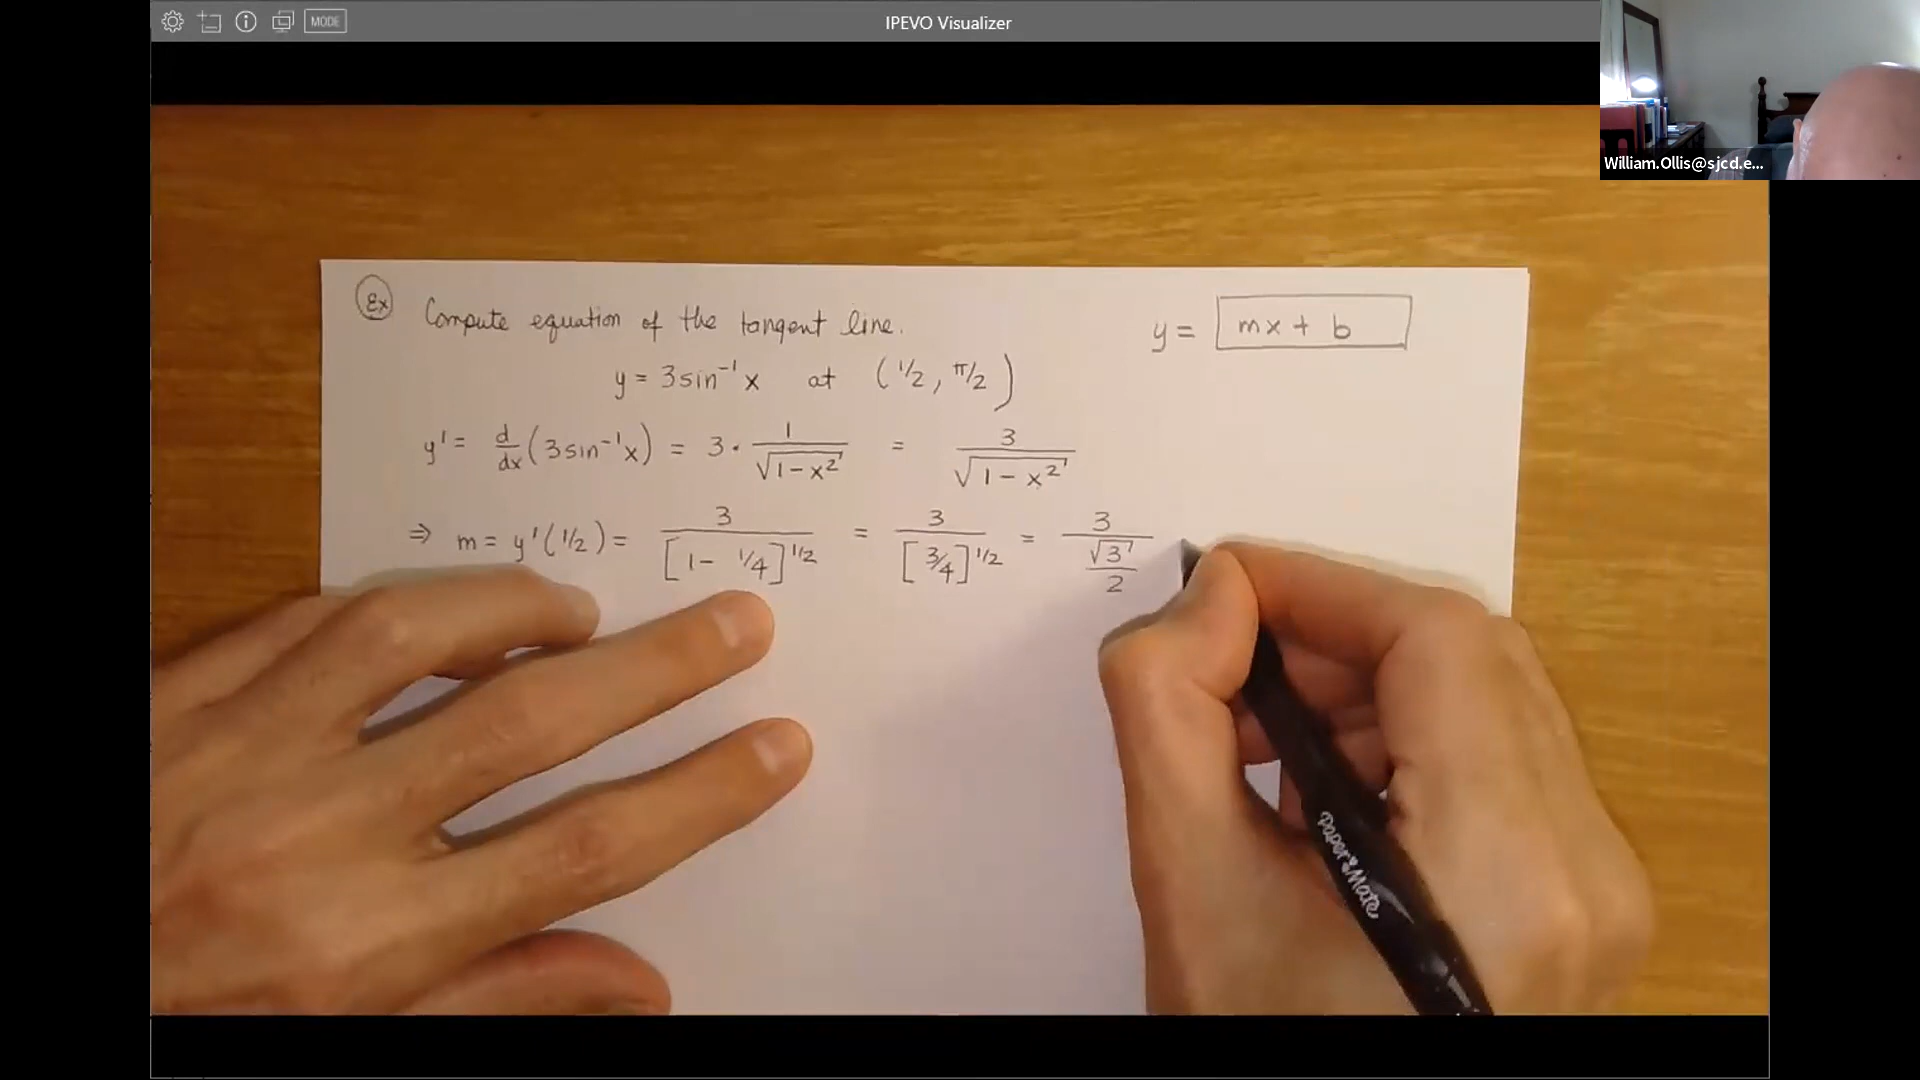 MODE
IPEVO Visualizer
William.Ollis@sjcd.e...
Ex Compute equation of the tangent line.
y = mx + b
y = 3sin⁻¹x at (1/2, π/2)
y' = d/dx (3sin⁻¹x) = 3 · 1/√(1-x²) = 3/√(1-x²)
⇒ m = y'(1/2) = 3/[1 - 1/4]^1/2 = 3/[3/4]^1/2 = 3/(√3/2)
Paper Mate